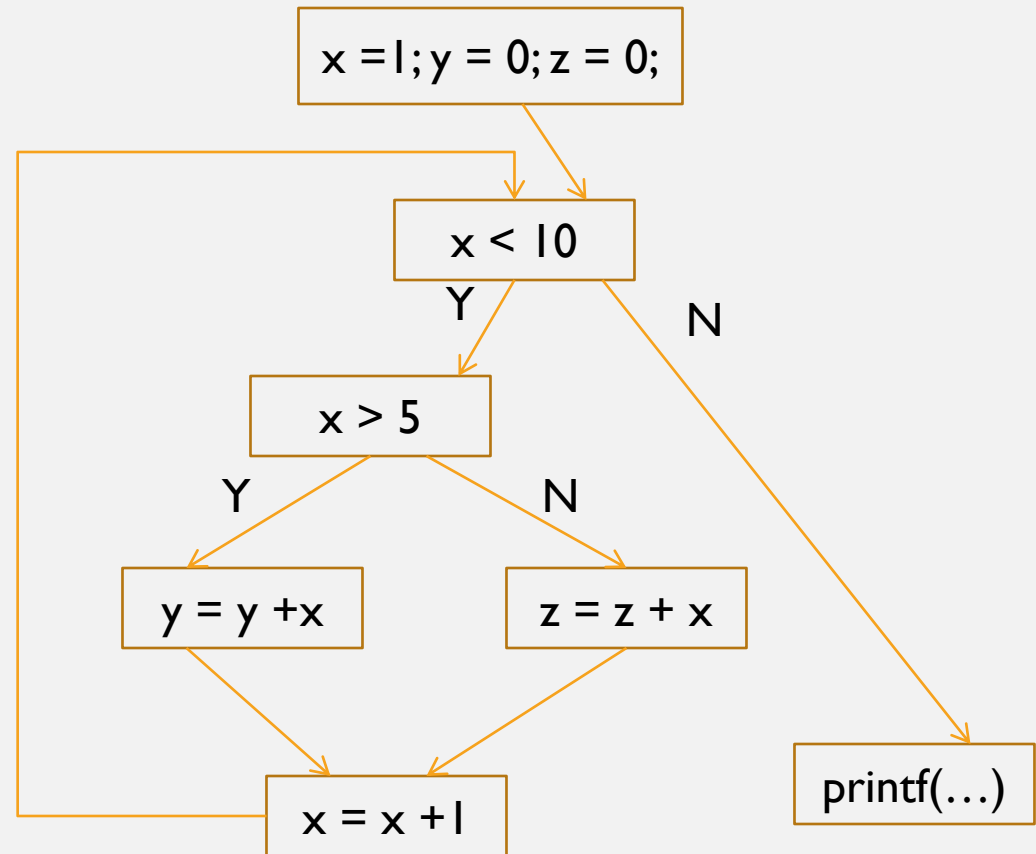 x =1; y = 0; z = 0;
x < 10
Y
N
x > 5
Y
N
y = y +x
z = z + x
printf(…)
x = x +1